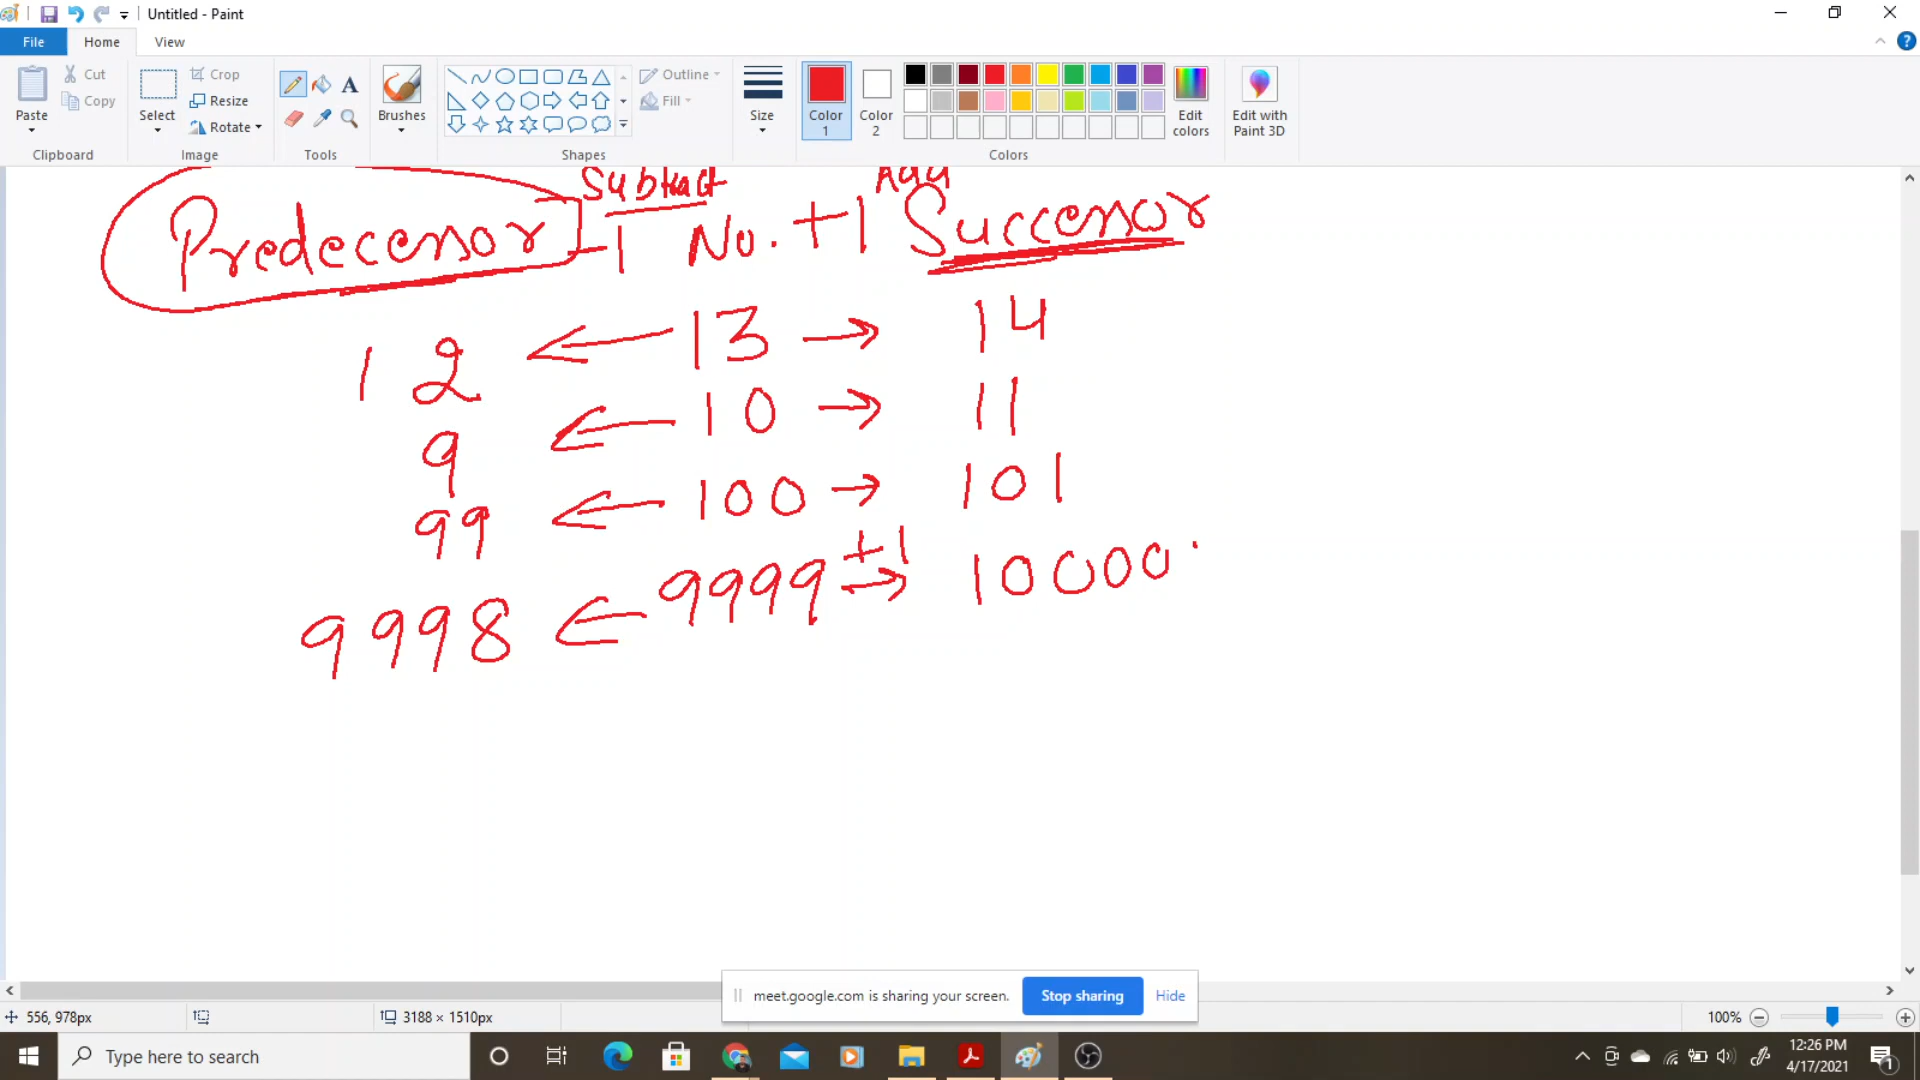 Untitled - Paint
File Home View
Paste Cut Copy Clipboard
Select Crop Resize Rotate Image
Tools
Brushes
Shapes Outline Fill
Size
Color 1 Color 2 Edit colors Colors
Edit with Paint 3D
Subtract Add
Predecessor -1 No. +1 Successor
12 ← 13 → 14
9 ← 10 → 11
99 ← 100 → 101
+1
9998 ← 9999 → 10000
meet.google.com is sharing your screen. Stop sharing Hide
556, 978px 3188 × 1510px 100%
Type here to search
12:26 PM
4/17/2021
1